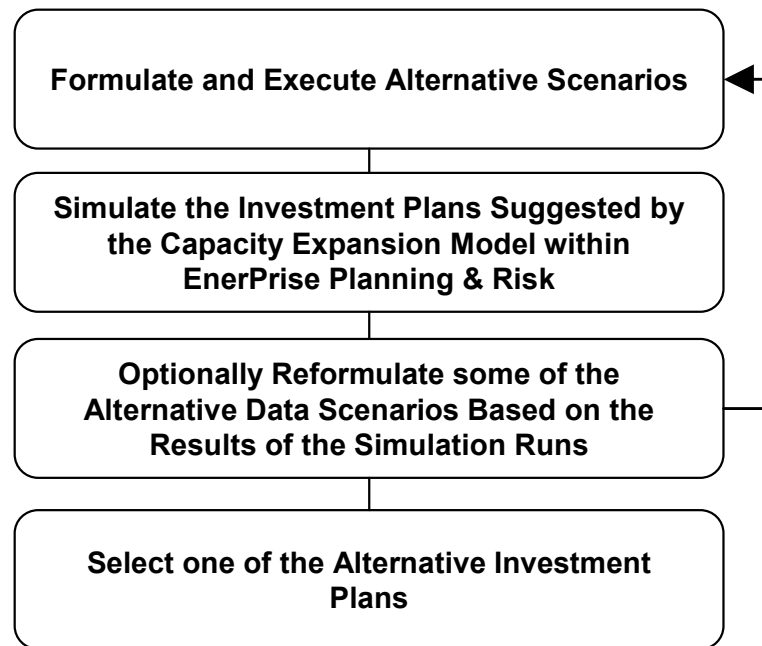 Formulate and Execute Alternative Scenarios
Simulate the Investment Plans Suggested by
the Capacity Expansion Model within
EnerPrise Planning & Risk
Optionally Reformulate some of the
Alternative Data Scenarios Based on the
Results of the Simulation Runs
Select one of the Alternative Investment
Plans